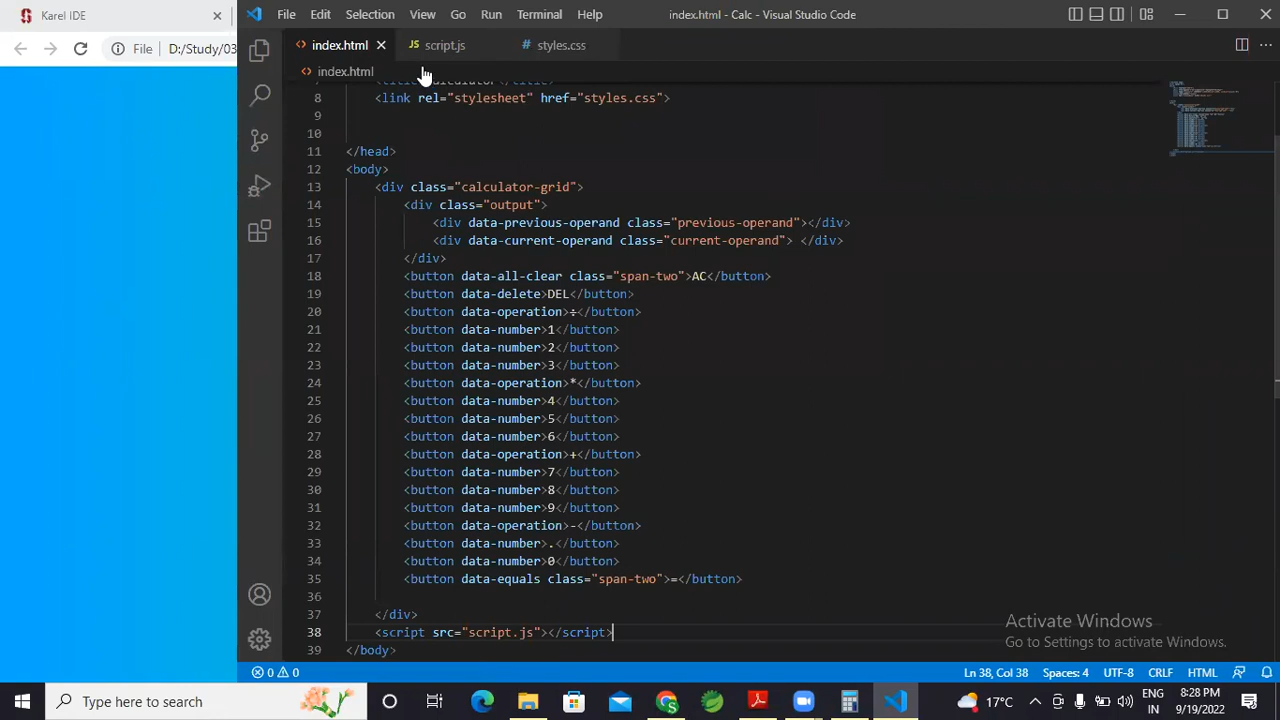 Karel IDE
File Edit Selection View Go Run Terminal Help
index.html - Calc - Visual Studio Code
File D:/Study/03
index.html script.js styles.css
index.html
8 <link rel="stylesheet" href="styles.css">
9
10
11 </head>
12 <body>
13 <div class="calculator-grid">
14 <div class="output">
15 <div data-previous-operand class="previous-operand"></div>
16 <div data-current-operand class="current-operand"> </div>
17 </div>
18 <button data-all-clear class="span-two">AC</button>
19 <button data-delete>DEL</button>
20 <button data-operation>÷</button>
21 <button data-number>1</button>
22 <button data-number>2</button>
23 <button data-number>3</button>
24 <button data-operation>*</button>
25 <button data-number>4</button>
26 <button data-number>5</button>
27 <button data-number>6</button>
28 <button data-operation>+</button>
29 <button data-number>7</button>
30 <button data-number>8</button>
31 <button data-number>9</button>
32 <button data-operation>-</button>
33 <button data-number>.</button>
34 <button data-number>0</button>
35 <button data-equals class="span-two">=</button>
36
37 </div>
38 <script src="script.js"></script>
39 </body>
Activate Windows
Go to Settings to activate Windows.
0 0
Ln 38, Col 38 Spaces: 4 UTF-8 CRLF HTML
Type here to search
17°C
ENG
IN
8:28 PM
9/19/2022